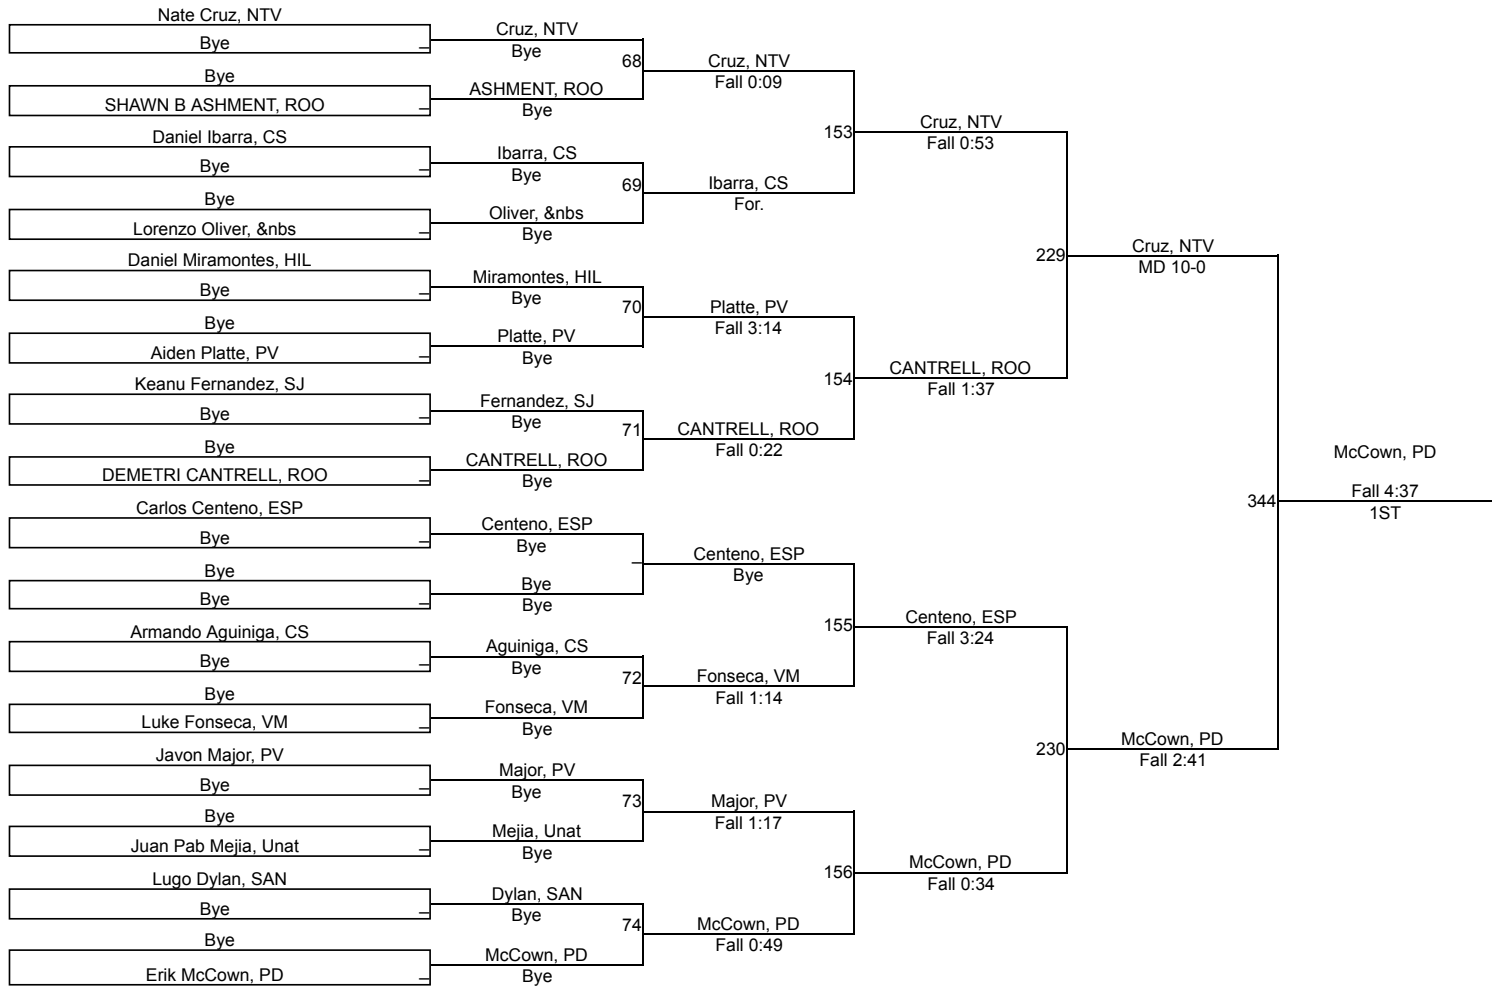 Nate Cruz, NTV
Bye
Bye
SHAWN B ASHMENT, ROO
Daniel Ibarra, CS
Bye
Bye
Lorenzo Oliver, &nbs
Daniel Miramontes, HIL
Bye
Bye
Aiden Platte, PV
Keanu Fernandez, SJ
Bye
Bye
DEMETRI CANTRELL, ROO
Carlos Centeno, ESP
Bye
Bye
Bye
Armando Aguiniga, CS
Bye
Bye
Luke Fonseca, VM
Javon Major, PV
Bye
Bye
Juan Pab Mejia, Unat
Lugo Dylan, SAN
Bye
Bye
Erik McCown, PD
Cruz, NTV
Bye
68
ASHMENT, ROO
Bye
Ibarra, CS
Bye
69
Oliver, &nbs
Bye
Miramontes, HIL
Bye
70
Platte, PV
Bye
Fernandez, SJ
Bye
71
CANTRELL, ROO
Bye
Centeno, ESP
Bye
Bye
Bye
Aguiniga, CS
Bye
72
Fonseca, VM
Bye
Major, PV
Bye
73
Mejia, Unat
Bye
Dylan, SAN
Bye
74
McCown, PD
Bye
Cruz, NTV
Fall 0:09
153
Ibarra, CS
For.
Platte, PV
Fall 3:14
154
CANTRELL, ROO
Fall 0:22
Centeno, ESP
Bye
155
Fonseca, VM
Fall 1:14
Major, PV
Fall 1:17
156
McCown, PD
Fall 0:49
Cruz, NTV
Fall 0:53
229
CANTRELL, ROO
Fall 1:37
Centeno, ESP
Fall 3:24
230
McCown, PD
Fall 0:34
Cruz, NTV
MD 10-0
344
McCown, PD
Fall 2:41
McCown, PD
Fall 4:37
1ST